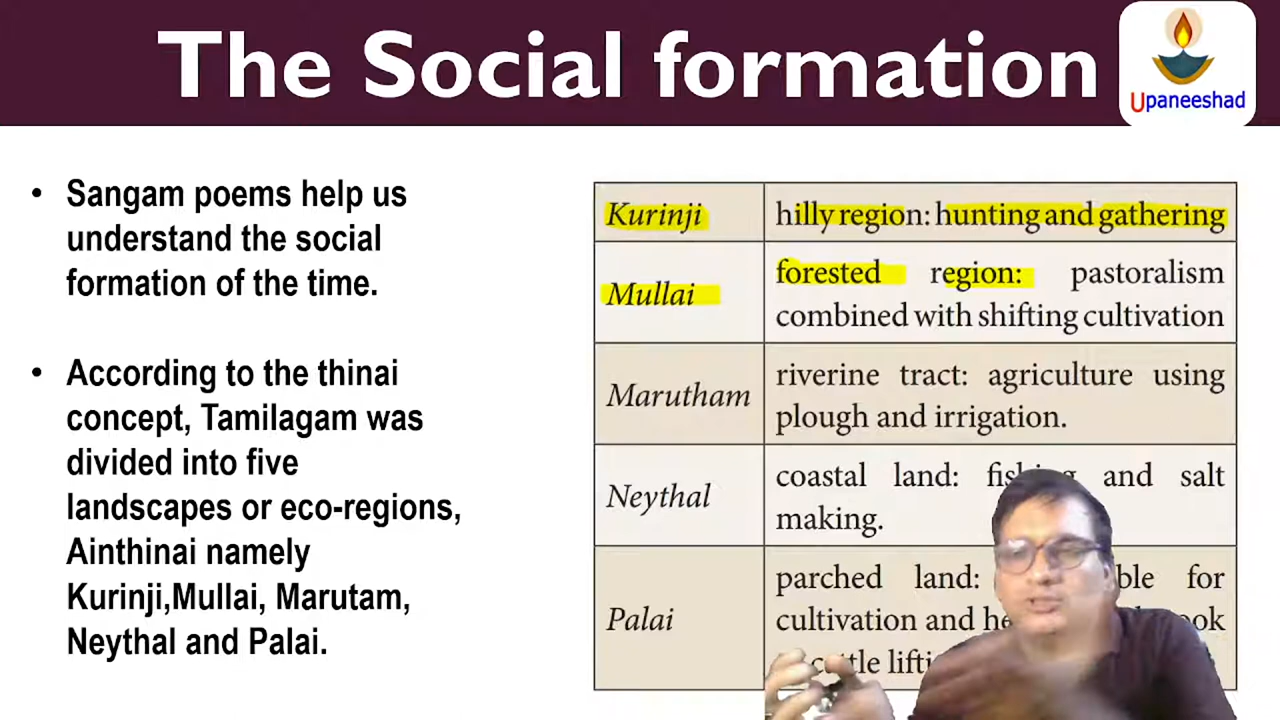 The Social formation
Upaneeshad
• Sangam poems help us
understand the social
formation of the time.
• According to the thinai
concept, Tamilagam was
divided into five
landscapes or eco-regions,
Ainthinai namely
Kurinji,Mullai, Marutam,
Neythal and Palai.
Kurinji
hilly region: hunting and gathering
Mullai
forested region: pastoralism
combined with shifting cultivation
Marutham
riverine tract: agriculture using
plough and irrigation.
Neythal
coastal land: fishing and salt
making.
Palai
parched land: for
cultivation and
cattle